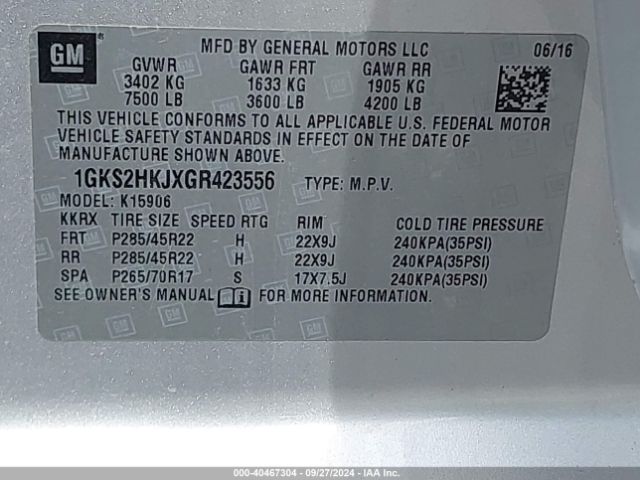 GM
MFD BY GENERAL MOTORS LLC 06/16
GVWR GAWR FRT GAWR RR
3402 KG 1633 KG 1905 KG
7500 LB 3600 LB 4200 LB
THIS VEHICLE CONFORMS TO ALL APPLICABLE U.S. FEDERAL MOTOR
VEHICLE SAFETY STANDARDS IN EFFECT ON THE DATE OF
MANUFACTURE SHOWN ABOVE.
1GKS2HKJXGR423556 TYPE: M.P.V.
MODEL: K15906
KKRX TIRE SIZE SPEED RTG RIM COLD TIRE PRESSURE
FRT P285/45R22 H 22X9J 240KPA(35PSI)
RR P285/45R22 H 22X9J 240KPA(35PSI)
SPA P265/70R17 S 17X7.5J 240KPA(35PSI)
SEE OWNER'S MANUAL FOR MORE INFORMATION.
000-40467304 - 09/27/2024 - IAAI.com